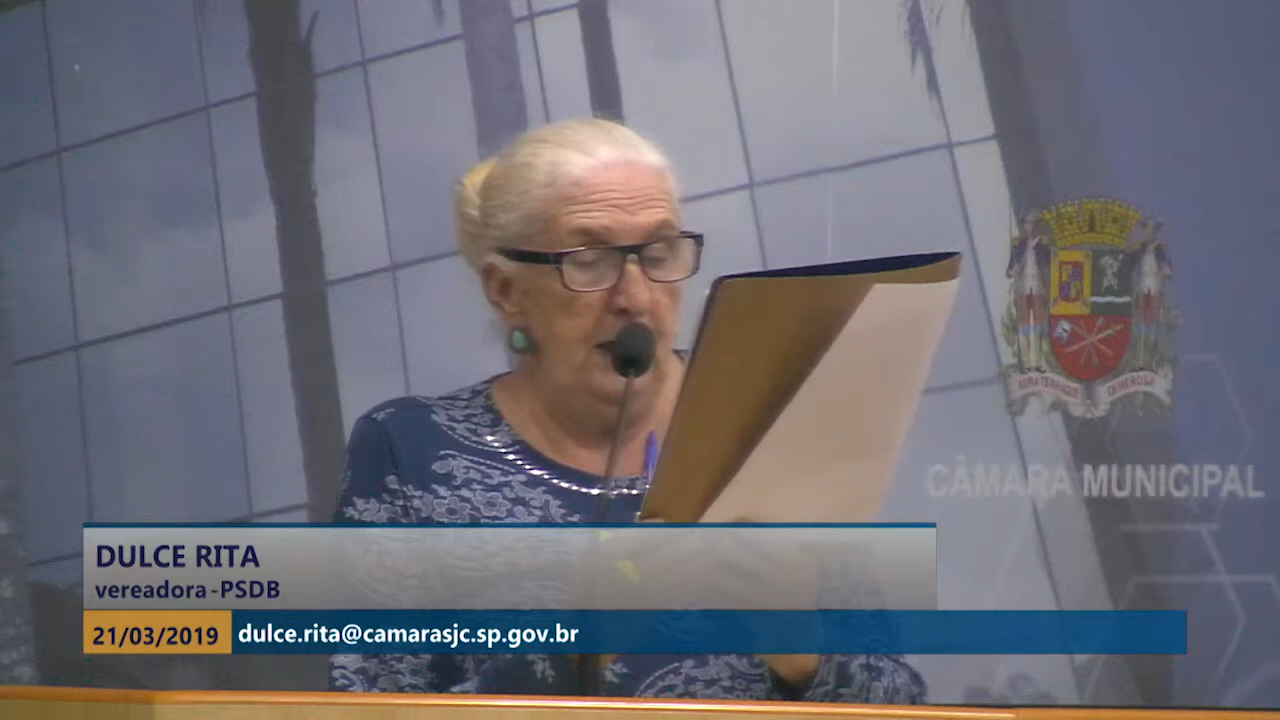 CÂMARA MUNICIPAL
DULCE RITA
vereadora-PSDB
21/03/2019 dulce.rita@camarasjc.sp.gov.br